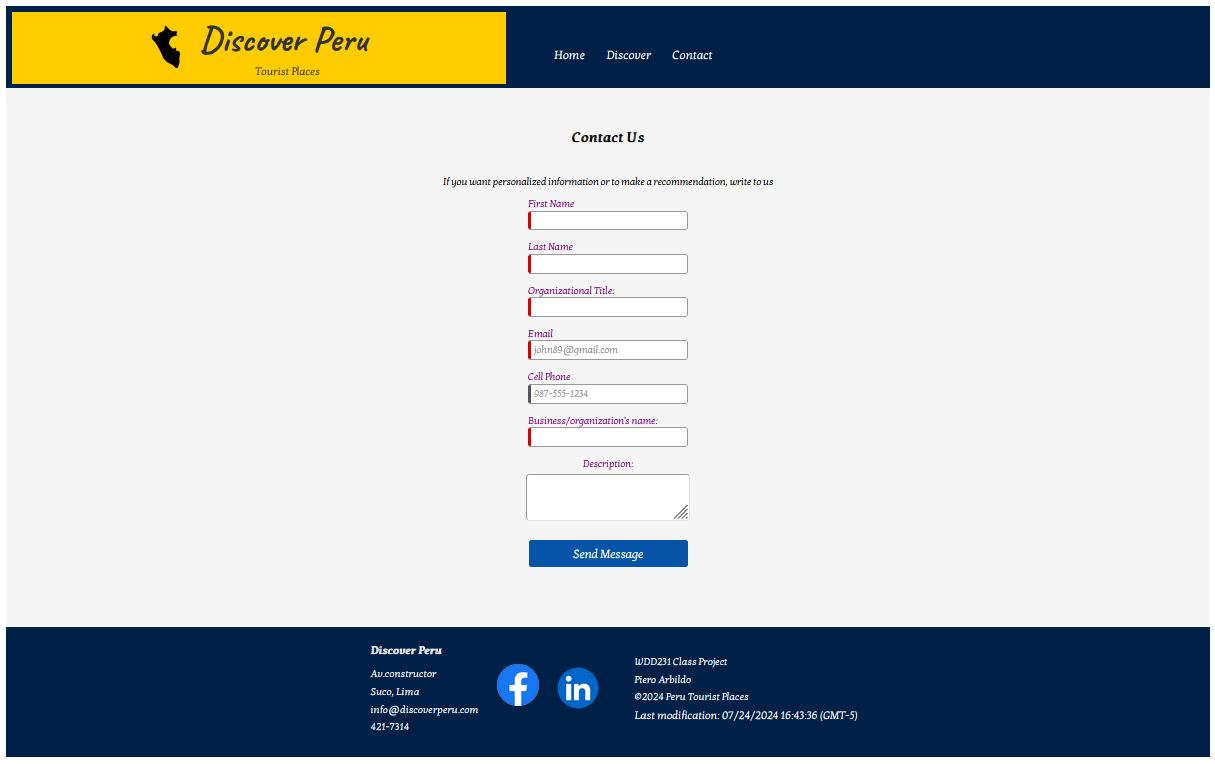 Discover Peru
Tourist Places
Home Discover Contact
Contact Us
If you want personalized information or to make a recommendation, write to us
First Name
Last Name
Organizational Title:
Email
john89@gmail.com
Cell Phone
987-555-1234
Business/organization's name:
Description:
Send Message
Discover Peru
Av.constructor
Suco, Lima
info@discoverperu.com
421-7314
f
in
WDD231 Class Project
Piero Arbildo
©2024 Peru Tourist Places
Last modification: 07/24/2024 16:43:36 (GMT-5)